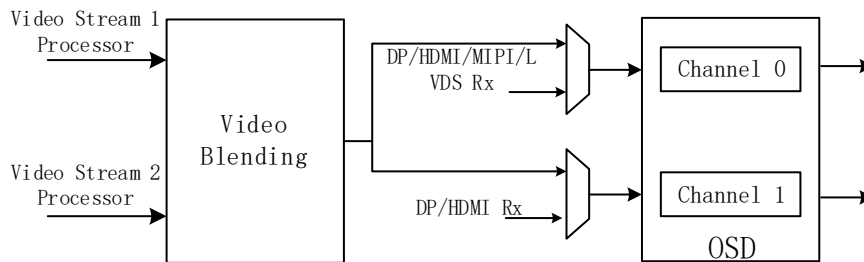 Video Stream 1
Processor
DP/HDMI/MIPI/L
VDS Rx
Channel 0
Video
Blending
Video Stream 2
Processor
DP/HDMI Rx
Channel 1
OSD